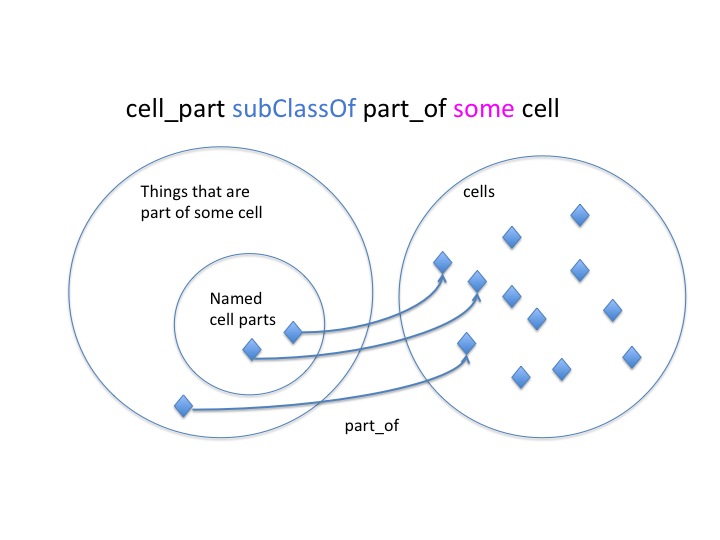 cell_part subClassOf part_of some cell
Things that are
part of some cell
cells
Named
cell parts
part_of